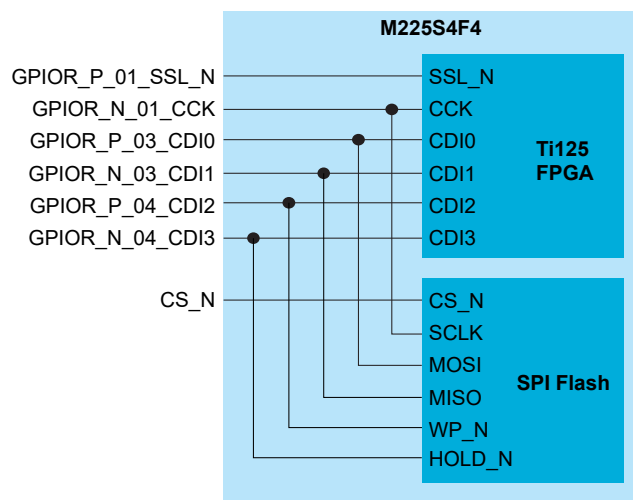 M225S4F4
GPIOR_P_01_SSL_N
SSL_N
GPIOR_N_01_CCK
CCK
GPIOR_P_03_CDI0
CDI0
GPIOR_N_03_CDI1
CDI1
GPIOR_P_04_CDI2
CDI2
GPIOR_N_04_CDI3
CDI3
Ti125
FPGA
CS_N
CS_N
SCLK
MOSI
MISO
WP_N
HOLD_N
SPI Flash